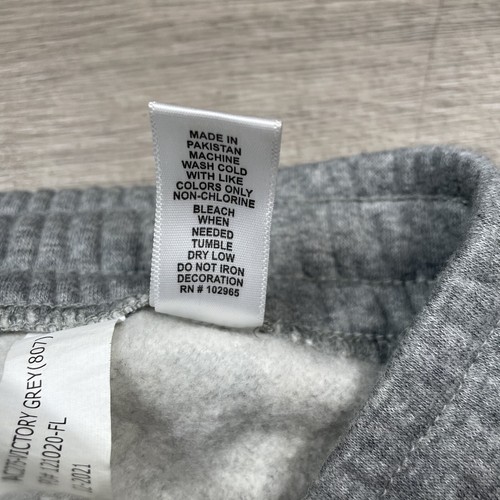 MADE IN
PAKISTAN
MACHINE
WASH COLD
WITH LIKE
COLORS ONLY
NON-CHLORINE
BLEACH
WHEN
NEEDED
TUMBLE
DRY LOW
DO NOT IRON
DECORATION
RN # 102965
VICTORY GREY(807)
121020-FL
2021